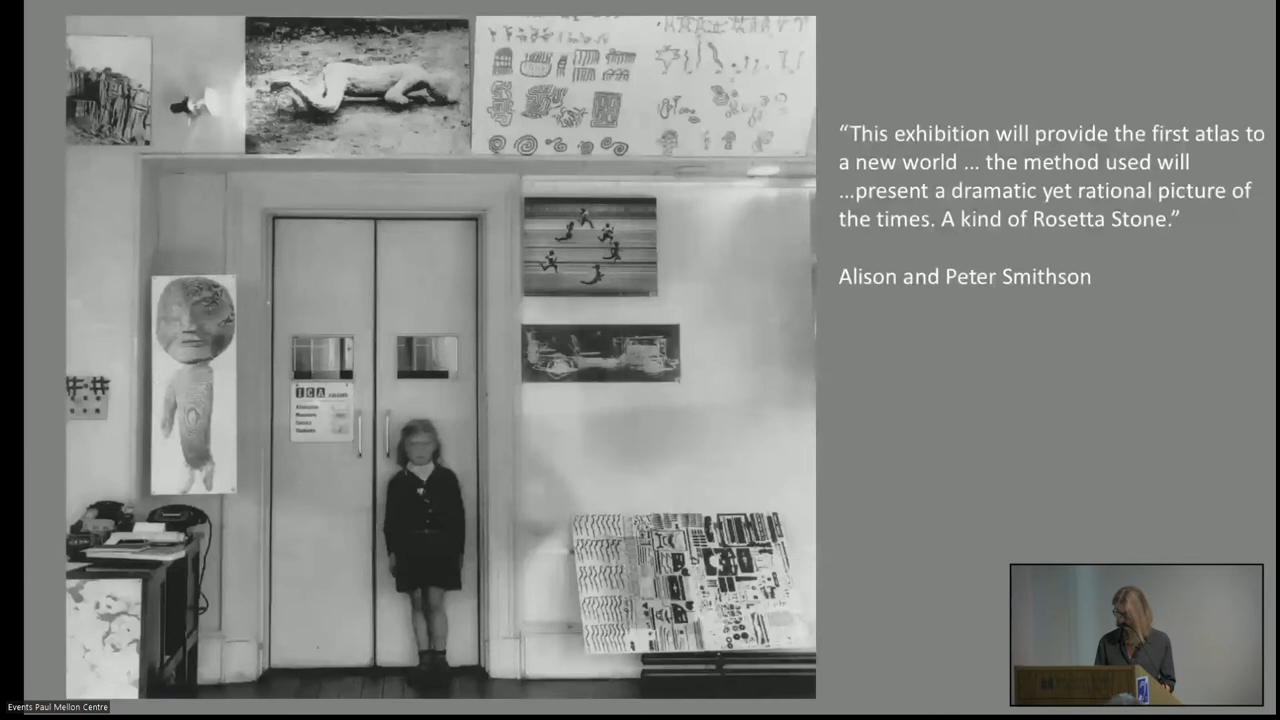 “This exhibition will provide the first atlas to
a new world ... the method used will
...present a dramatic yet rational picture of
the times. A kind of Rosetta Stone.”
Alison and Peter Smithson
ICA
Events Paul Mellon Centre